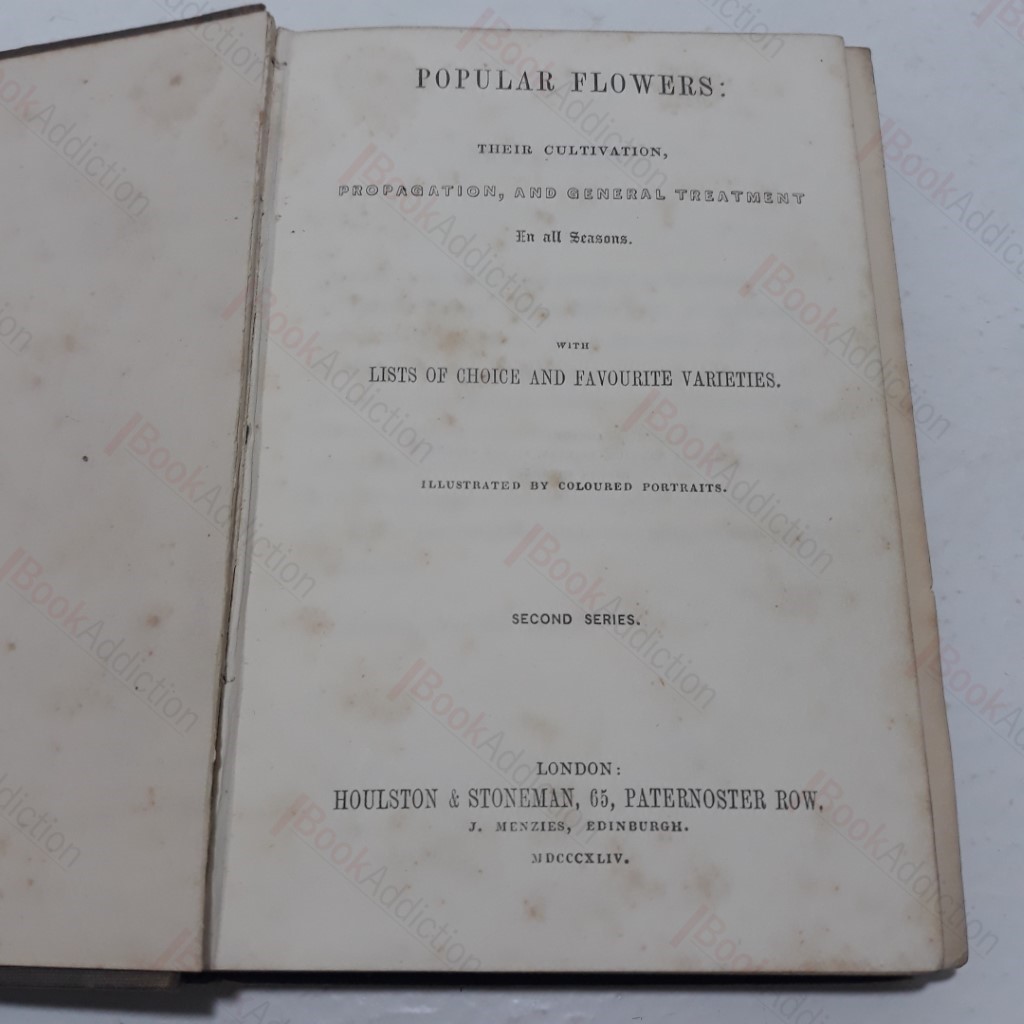 POPULAR FLOWERS:
THEIR CULTIVATION,
PROPAGATION, AND GENERAL TREATMENT
In all Seasons.
WITH
LISTS OF CHOICE AND FAVOURITE VARIETIES.
ILLUSTRATED BY COLOURED PORTRAITS.
SECOND SERIES.
LONDON:
HOULSTON & STONEMAN, 65, PATERNOSTER ROW.
J. MENZIES, EDINBURGH.
MDCCCXLIV.
BookAddiction